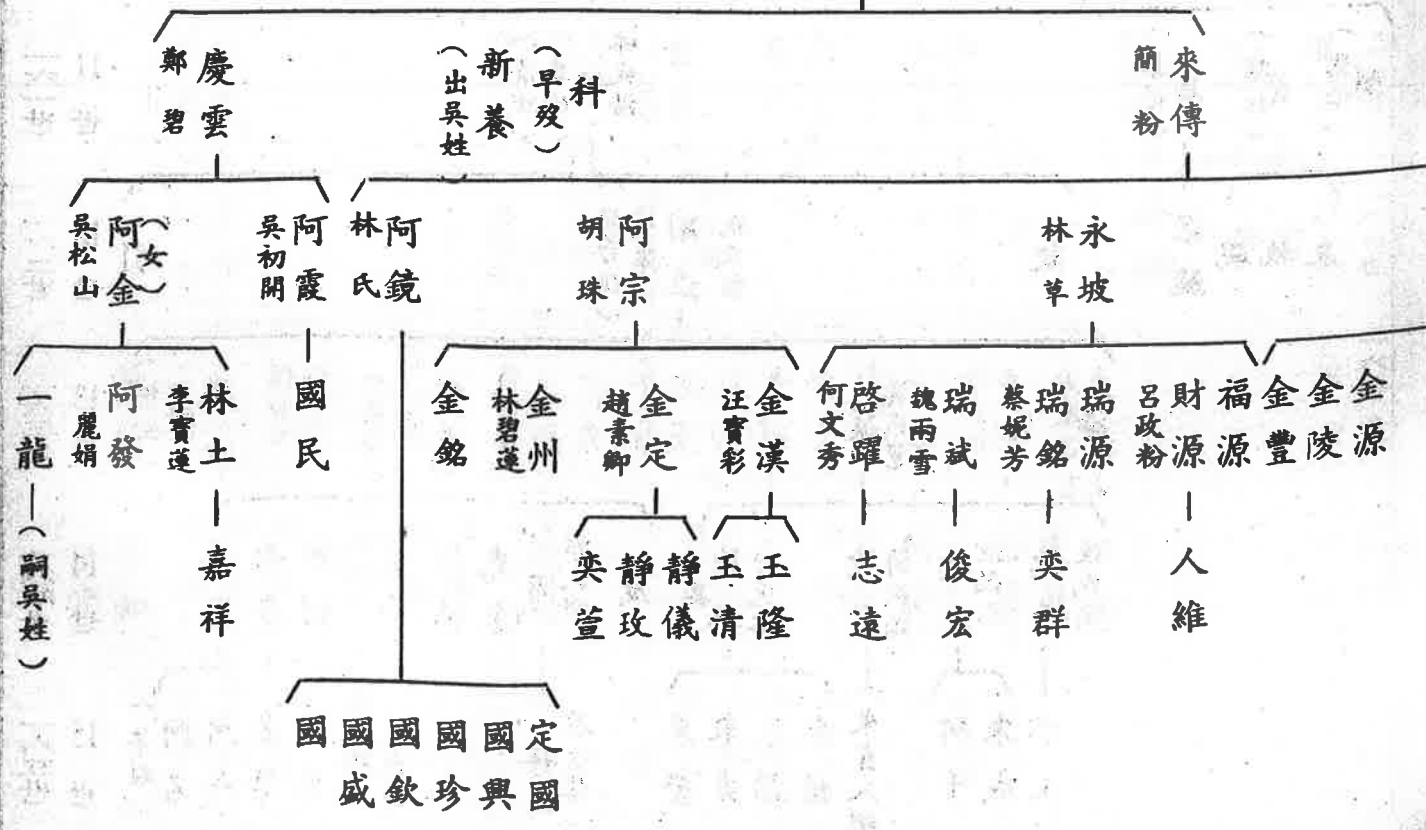 來傳
簡粉
科
(早歿)
新養
(出吳姓)
慶雲
鄭碧
永坡
林草
阿宗
胡珠
阿鏡
林氏
阿霞
吳初開
(女)
阿金
吳松山
金源
金陵
金豐
福源
財源
呂政粉
瑞源
瑞銘
蔡妮芳
瑞斌
魏雨雪
啓躍
何文秀
金漢
汪寶彩
金定
趙素卿
金州
林碧蓮
金銘
國民
林土
李寶蓮
阿發
麗娟
一龍
(嗣吳姓)
人維
奕群
俊宏
志遠
玉隆
玉清
靜儀
靜玫
奕萱
嘉祥
定國
國興
國珍
國欽
國盛
國